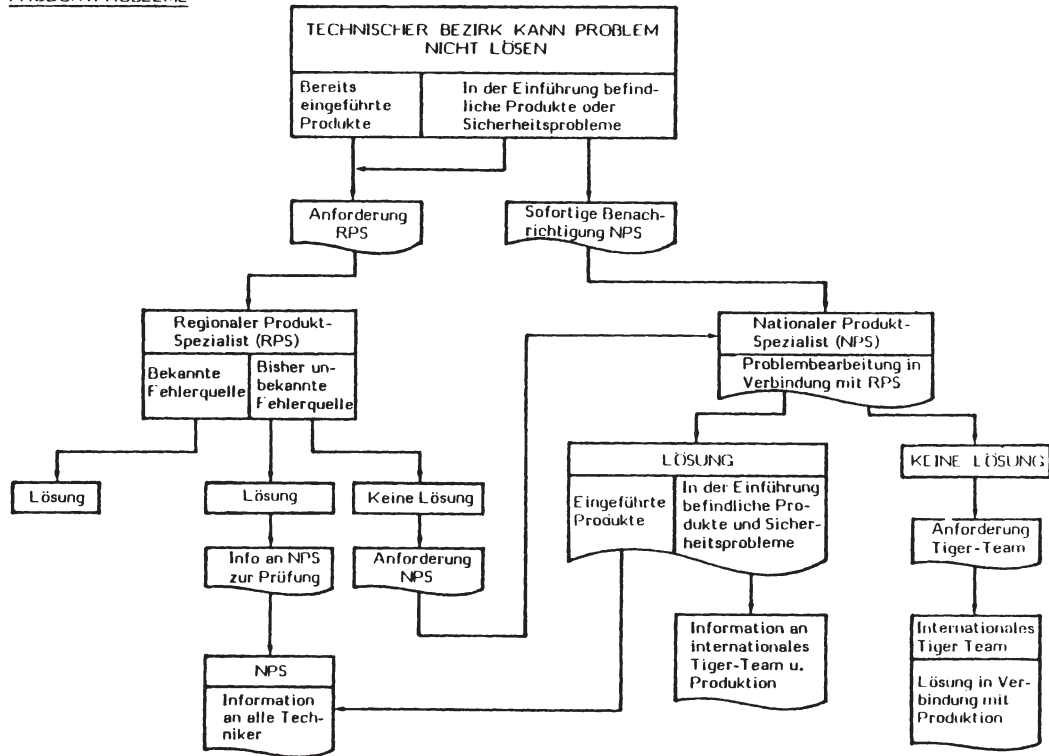 TECHNISCHER BEZIRK KANN PROBLEM
NICHT LÖSEN
Bereits
eingeführte
Produkte
In der Einführung befind-
liche Produkte oder
Sicherheitsprobleme
Anforderung
RPS
Sofortige Benach-
richtigung NPS
Regionaler Produkt-
Spezialist (RPS)
Bekannte
Fehlerquelle
Bisher un-
bekannte
Fehlerquelle
Nationaler Produkt-
Spezialist (NPS)
Problembearbeitung in
Verbindung mit RPS
Lösung
Lösung
Keine Lösung
LÖSUNG
Eingeführte
Produkte
In der Einführung
befindliche Pro-
dukte und Sicher-
heitsprobleme
KEINE LÖSUNG
Info an NPS
zur Prüfung
Anforderung
NPS
Anforderung
Tiger-Team
NPS
Information
an alle Tech-
niker
Information an
internationales
Tiger-Team u.
Produktion
Internationales
Tiger Team
Lösung in Ver-
bindung mit
Produktion